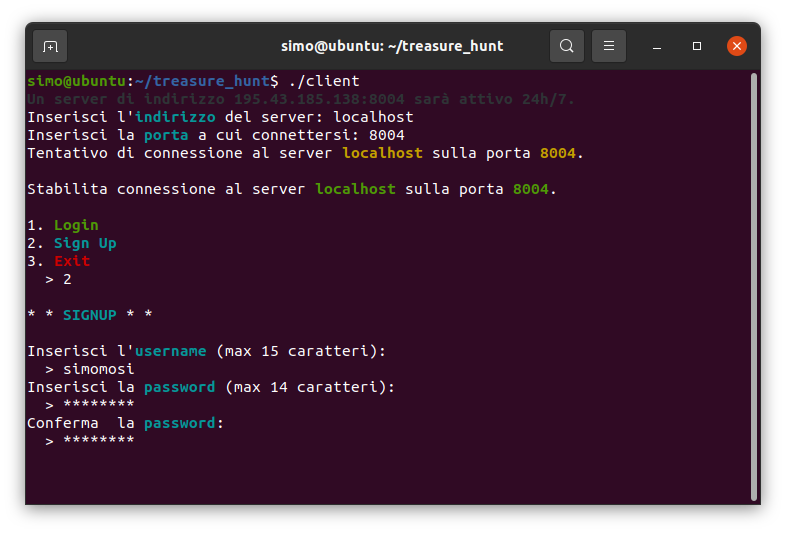 simo@ubuntu: ~/treasure_hunt
simo@ubuntu:~/treasure_hunt$ ./client
Un server di indirizzo 195.43.185.138:8004 sarà attivo 24h/7.
Inserisci l'indirizzo del server: localhost
Inserisci la porta a cui connettersi: 8004
Tentativo di connessione al server localhost sulla porta 8004.
Stabilita connessione al server localhost sulla porta 8004.
1. Login
2. Sign Up
3. Exit
> 2
* * SIGNUP * *
Inserisci l'username (max 15 caratteri):
> simomosi
Inserisci la password (max 14 caratteri):
> ********
Conferma  la password:
> ********